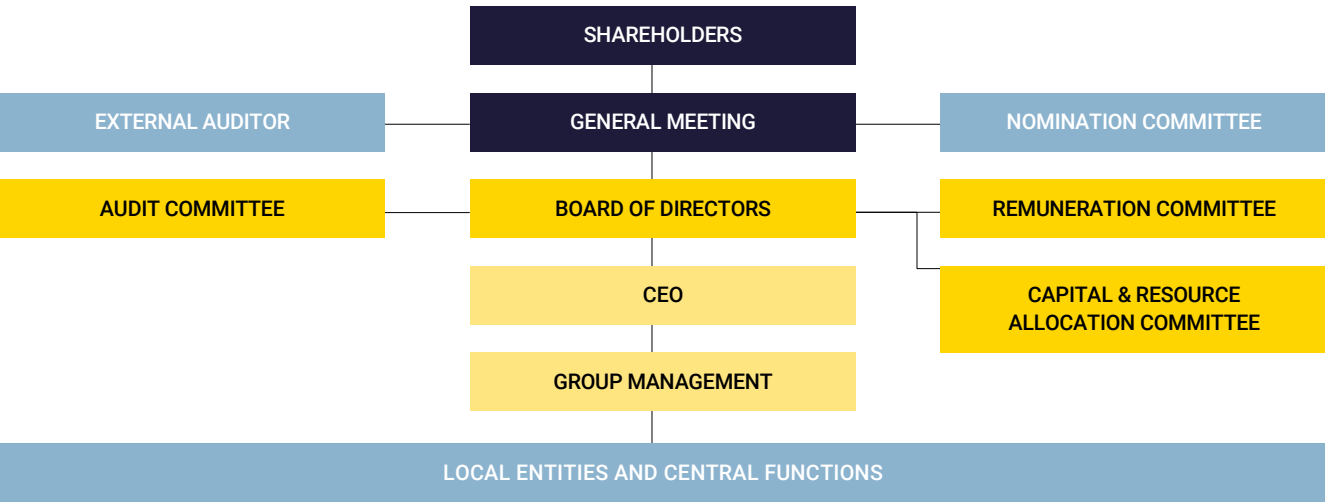 SHAREHOLDERS
EXTERNAL AUDITOR
GENERAL MEETING
NOMINATION COMMITTEE
AUDIT COMMITTEE
BOARD OF DIRECTORS
REMUNERATION COMMITTEE
CEO
CAPITAL & RESOURCE
ALLOCATION COMMITTEE
GROUP MANAGEMENT
LOCAL ENTITIES AND CENTRAL FUNCTIONS